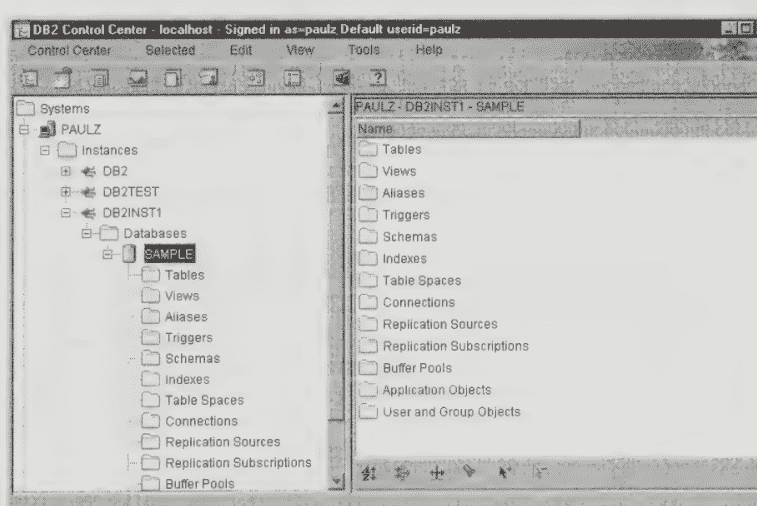 DB2 Control Center - localhost - Signed in as=paulz Default userid=paulz
Control Center Selected Edit View Tools Help
Systems
PAULZ
Instances
DB2
DB2TEST
DB2INST1
Databases
SAMPLE
Tables
Views
Aliases
Triggers
Schemas
Indexes
Table Spaces
Connections
Replication Sources
Replication Subscriptions
Buffer Pools
PAULZ - DB2INST1 - SAMPLE
Name
Tables
Views
Aliases
Triggers
Schemas
Indexes
Table Spaces
Connections
Replication Sources
Replication Subscriptions
Buffer Pools
Application Objects
User and Group Objects